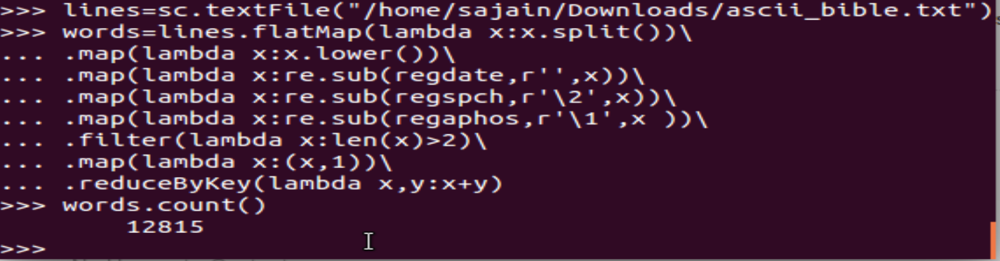 >>> lines=sc.textFile("/home/sajain/Downloads/ascii_bible.txt")
>>> words=lines.flatMap(lambda x:x.split())\
... .map(lambda x:x.lower())\
... .map(lambda x:re.sub(regdate,r'',x))\
... .map(lambda x:re.sub(regspch,r'\2',x))\
... .map(lambda x:re.sub(regaphos,r'\1',x ))\
... .filter(lambda x:len(x)>2)\
... .map(lambda x:(x,1))\
... .reduceByKey(lambda x,y:x+y)
>>> words.count()
12815
>>>